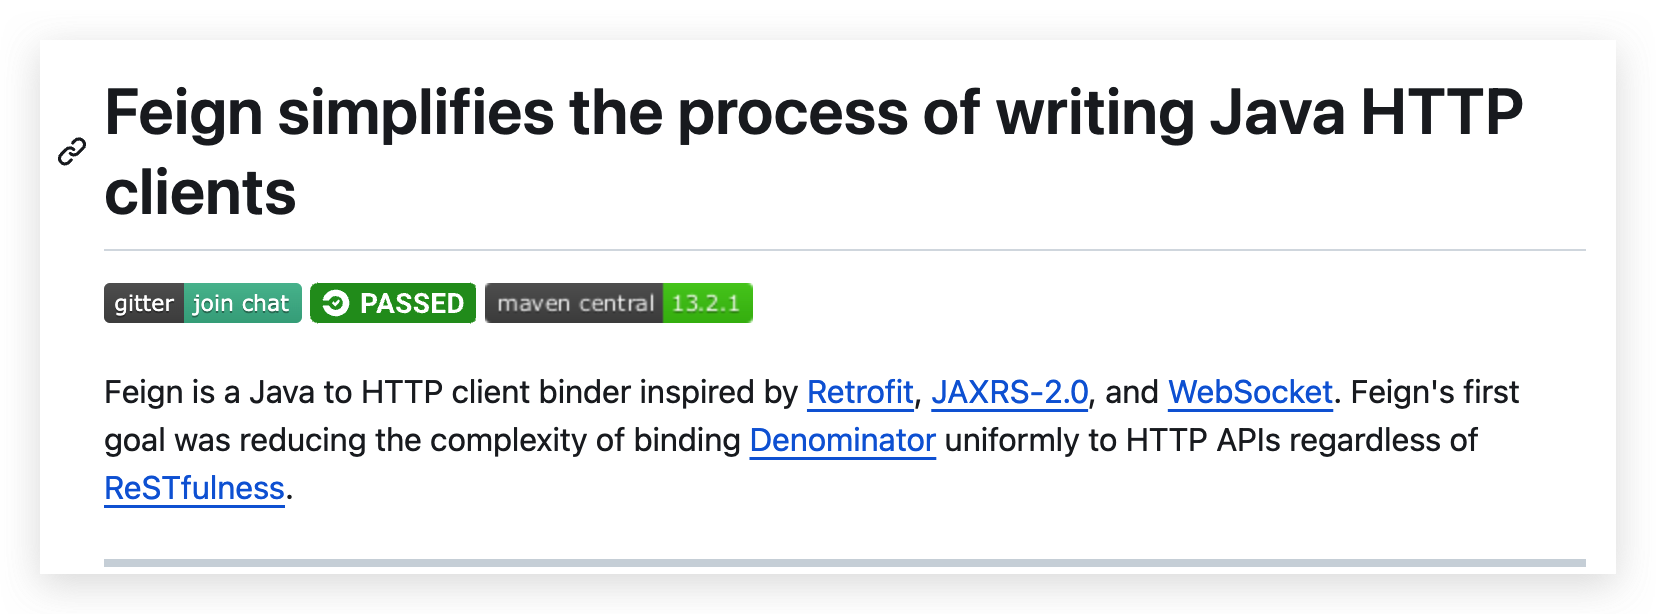 Feign simplifies the process of writing Java HTTP
clients
gitter join chat PASSED maven central 13.2.1
Feign is a Java to HTTP client binder inspired by Retrofit, JAXRS-2.0, and WebSocket. Feign's first
goal was reducing the complexity of binding Denominator uniformly to HTTP APIs regardless of
ReSTfulness.